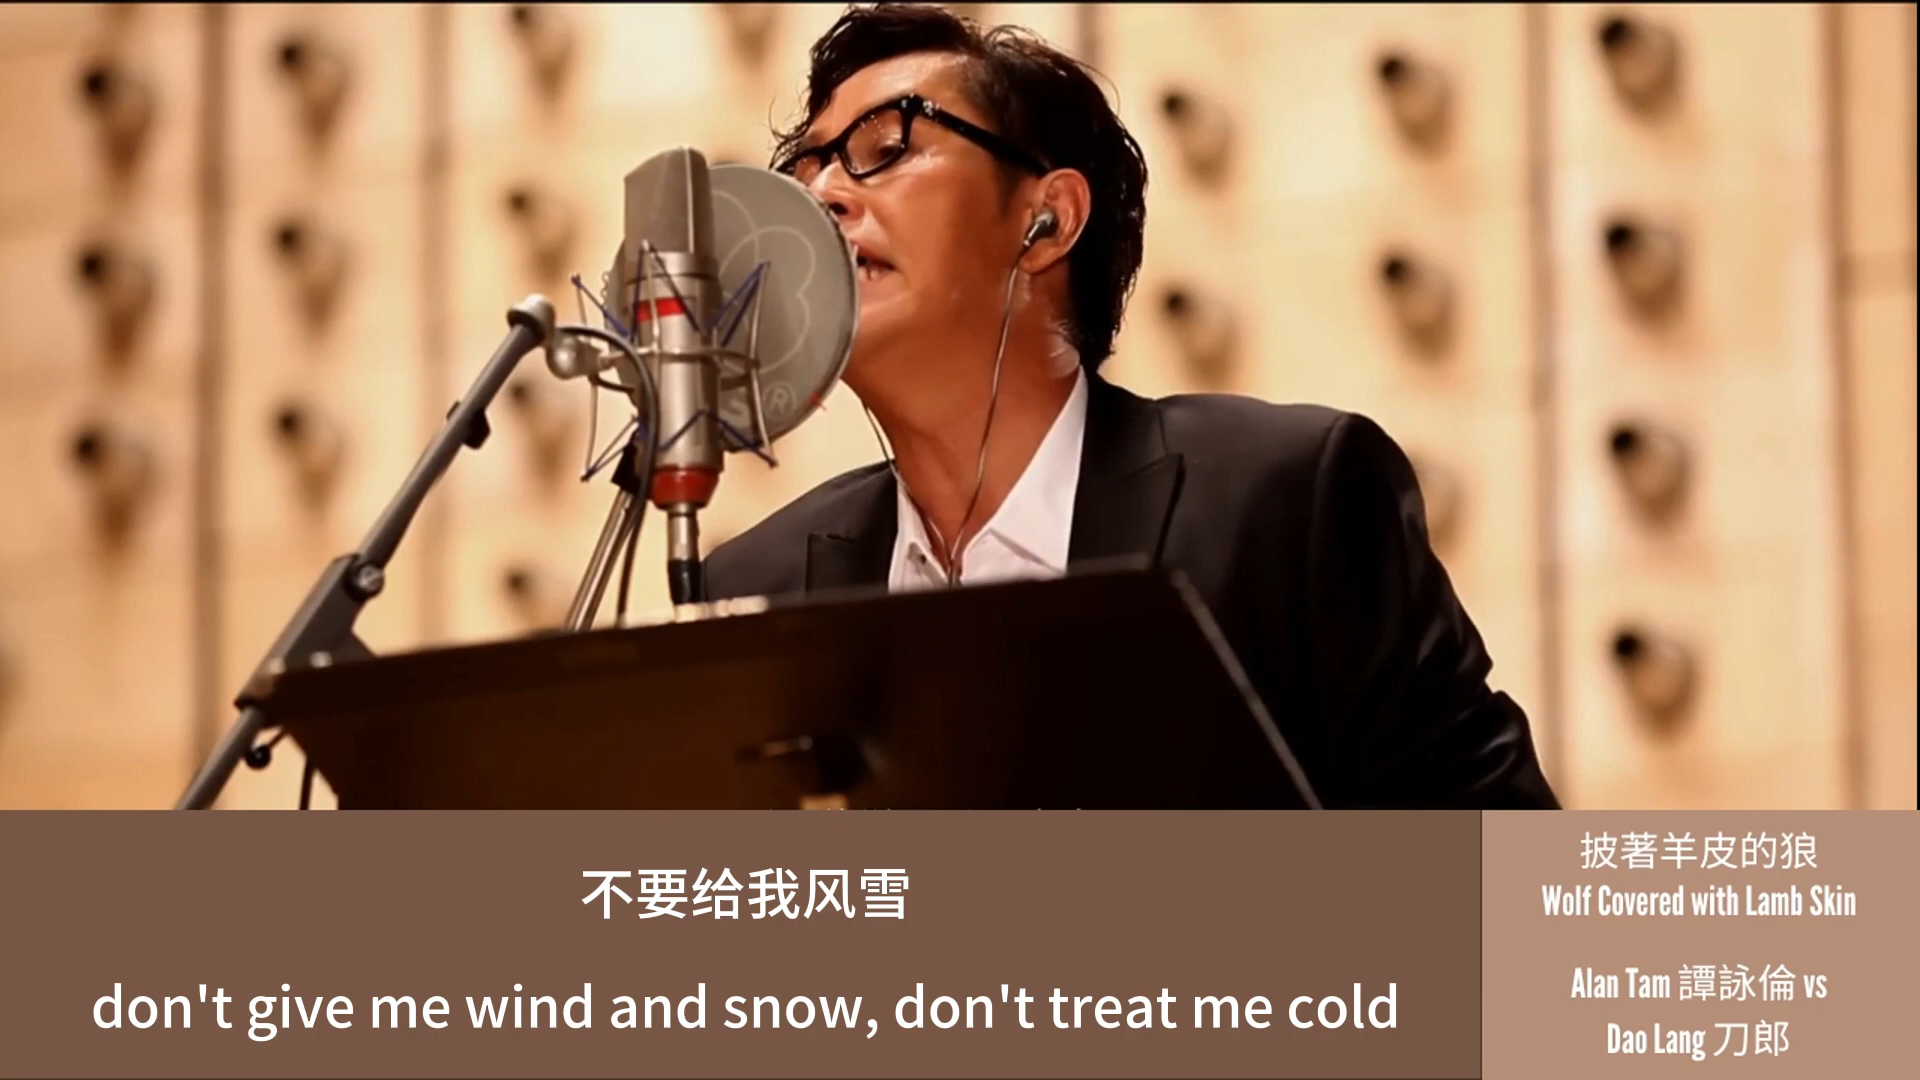 不要给我风雪
don't give me wind and snow, don't treat me cold
披著羊皮的狼
Wolf Covered with Lamb Skin
Alan Tam 譚詠倫 vs
Dao Lang 刀郎